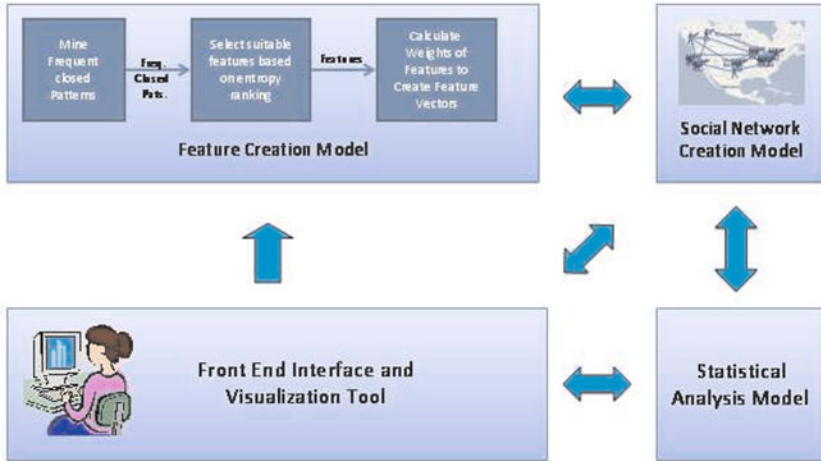 Mine
Frequent
closed
Patterns
Freq.
Closed
Pats.
Select suitable
features based
on entropy
ranking
Features
Calculate
Weights of
Features to
Create Feature
Vectors
Feature Creation Model
Social Network
Creation Model
Front End Interface and
Visualization Tool
Statistical
Analysis Model